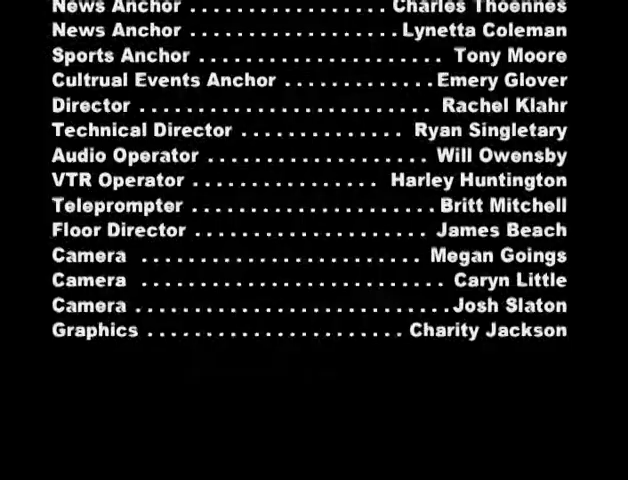 News Anchor ................. Charles Thoennes
News Anchor ................. Lynetta Coleman
Sports Anchor .................... Tony Moore
Cultrual Events Anchor ............. Emery Glover
Director ........................ Rachel Klahr
Technical Director .............. Ryan Singletary
Audio Operator .................. Will Owensby
VTR Operator ................ Harley Huntington
Teleprompter ..................... Britt Mitchell
Floor Director ................... James Beach
Camera ....................... Megan Goings
Camera ......................... Caryn Little
Camera .......................... Josh Slaton
Graphics ..................... Charity Jackson